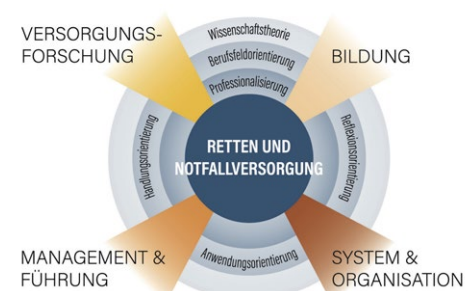 VERSORGUNGS-
FORSCHUNG
Wissenschaftstheorie
Berufsfeldorientierung
Professionalisierung
BILDUNG
Handlungsorientierung
RETTEN UND
NOTFALLVERSORGUNG
Reflexionsorientierung
Anwendungsorientierung
MANAGEMENT &
FÜHRUNG
SYSTEM &
ORGANISATION